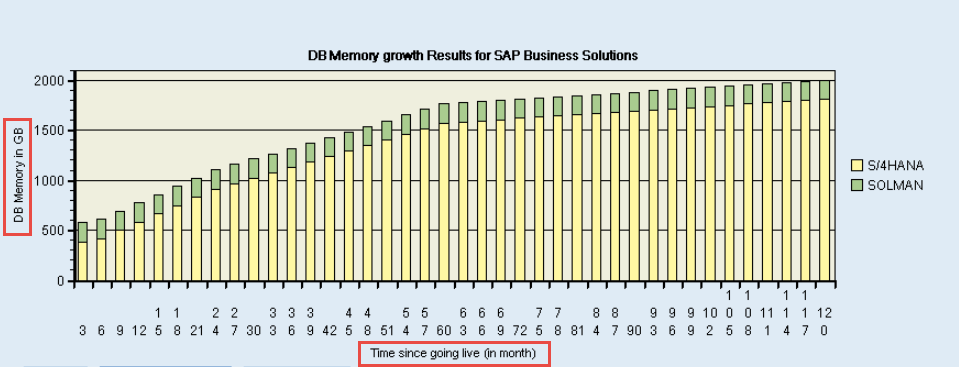 DB Memory growth Results for SAP Business Solutions
2000
1500
1000
500
0
DB Memory in GB
S/4HANA
SOLMAN
3 6 9 12 15 18 21 24 27 30 33 36 39 42 45 48 51 54 57 60 63 66 69 72 75 78 81 84 87 90 93 96 99 102 105 108 111 114 117 120
Time since going live (in month)